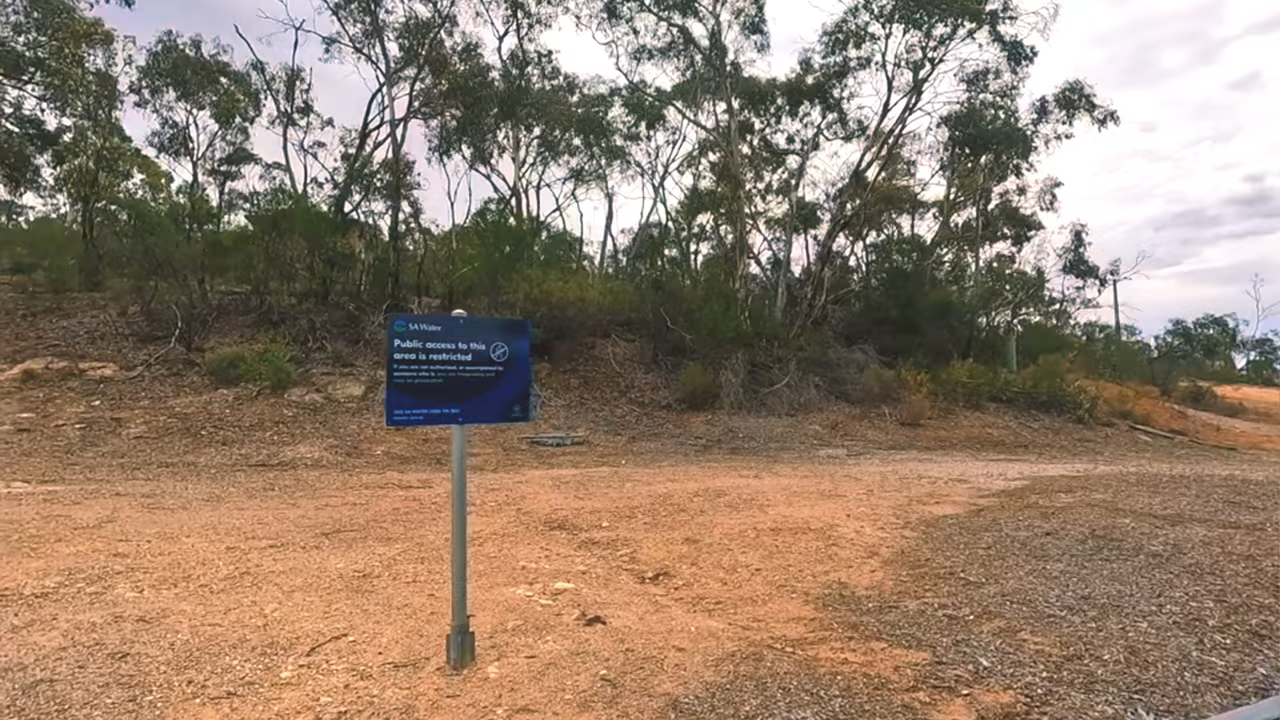 SA Water
Public access to this
area is restricted
If you are not authorised, or accompanied by
someone who is, you are trespassing and
may be prosecuted